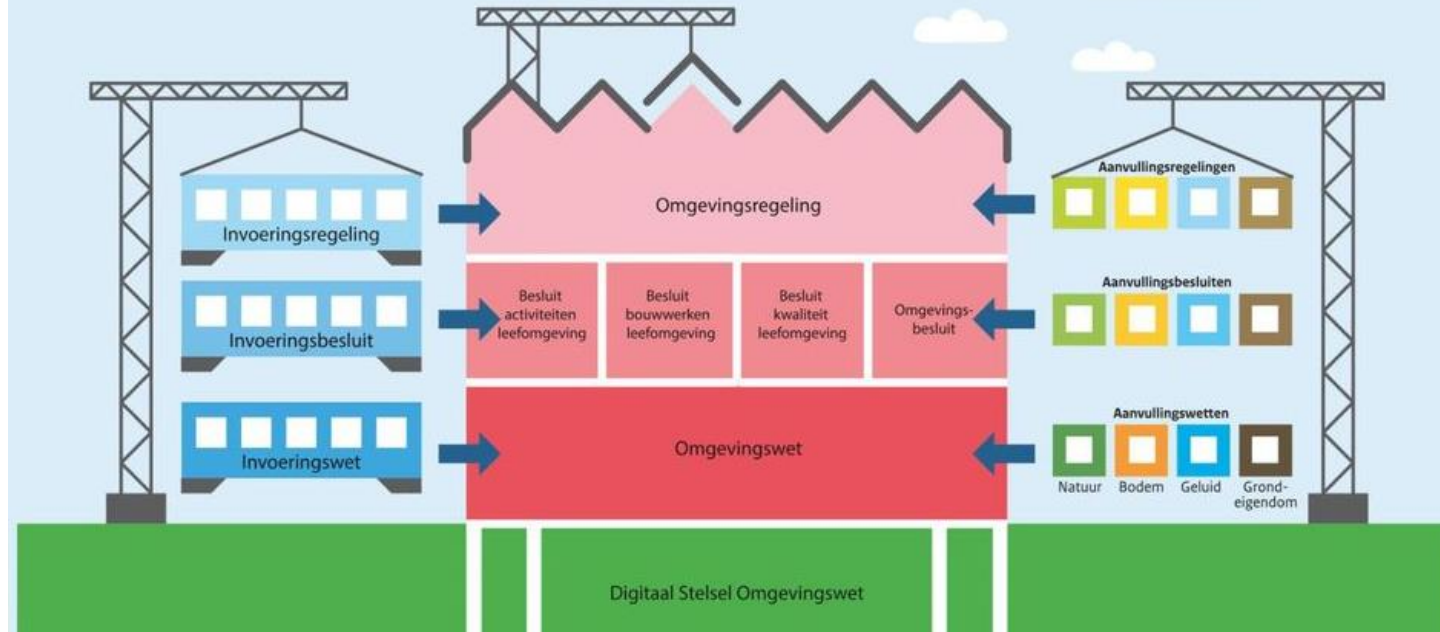 Aanvullingsregelingen
Omgevingsregeling
Invoeringsregeling
Aanvullingsbesluiten
Besluit
activiteiten
leefomgeving
Besluit
bouwwerken
leefomgeving
Besluit
kwaliteit
leefomgeving
Omgevings-
besluit
Invoeringsbesluit
Aanvullingswetten
Omgevingswet
Invoeringswet
Natuur
Bodem
Geluid
Grond-
eigendom
Digitaal Stelsel Omgevingswet